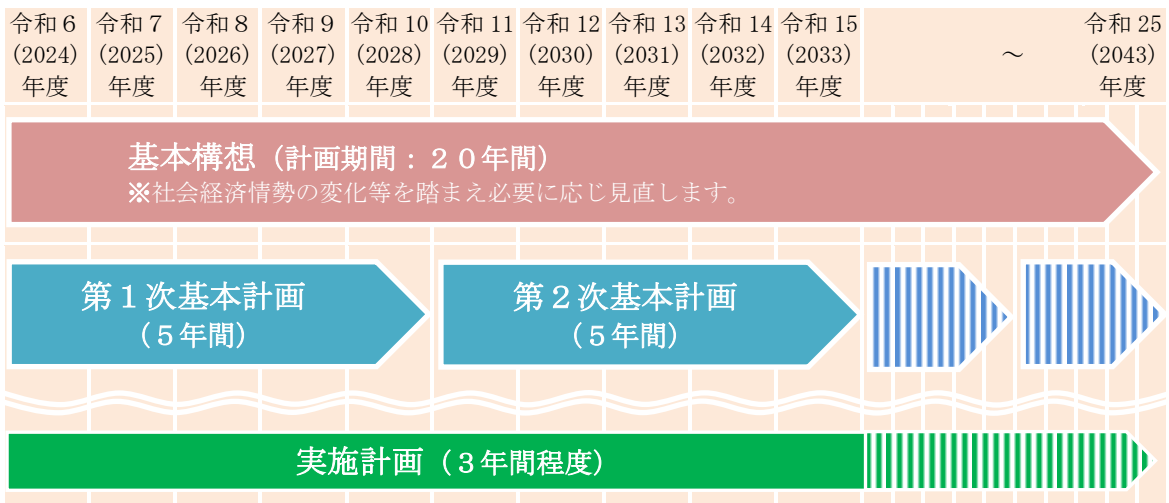 令和６ 令和７ 令和８ 令和９ 令和 10 令和 11 令和 12 令和 13 令和 14 令和 15 令和 25
(2024) (2025) (2026) (2027) (2028) (2029) (2030) (2031) (2032) (2033) ～ (2043)
年度 年度 年度 年度 年度 年度 年度 年度 年度 年度 年度
基本構想（計画期間：２０年間）
※社会経済情勢の変化等を踏まえ必要に応じ見直します。
第１次基本計画 第２次基本計画
（５年間） （５年間）
実施計画（３年間程度）